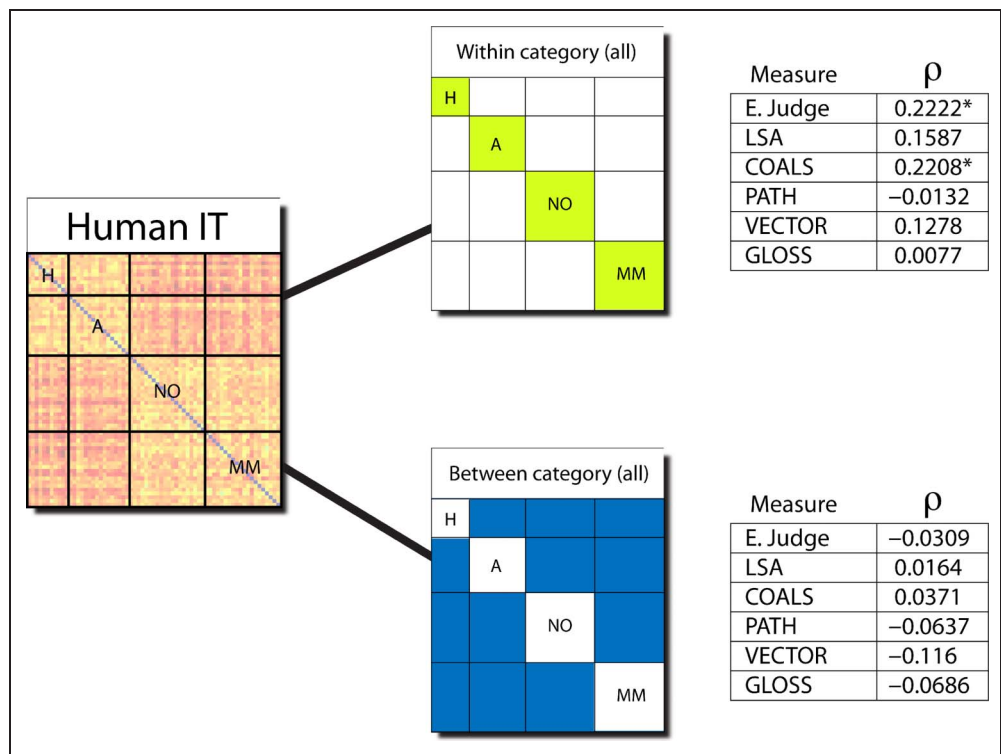 Human IT
H
A
NO
MM
Within category (all)
H
A
NO
MM
Measure ρ
E. Judge 0.2222*
LSA 0.1587
COALS 0.2208*
PATH −0.0132
VECTOR 0.1278
GLOSS 0.0077
Between category (all)
H
A
NO
MM
Measure ρ
E. Judge −0.0309
LSA 0.0164
COALS 0.0371
PATH −0.0637
VECTOR −0.116
GLOSS −0.0686